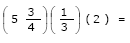 (5 3/4) (1/3) (2) =